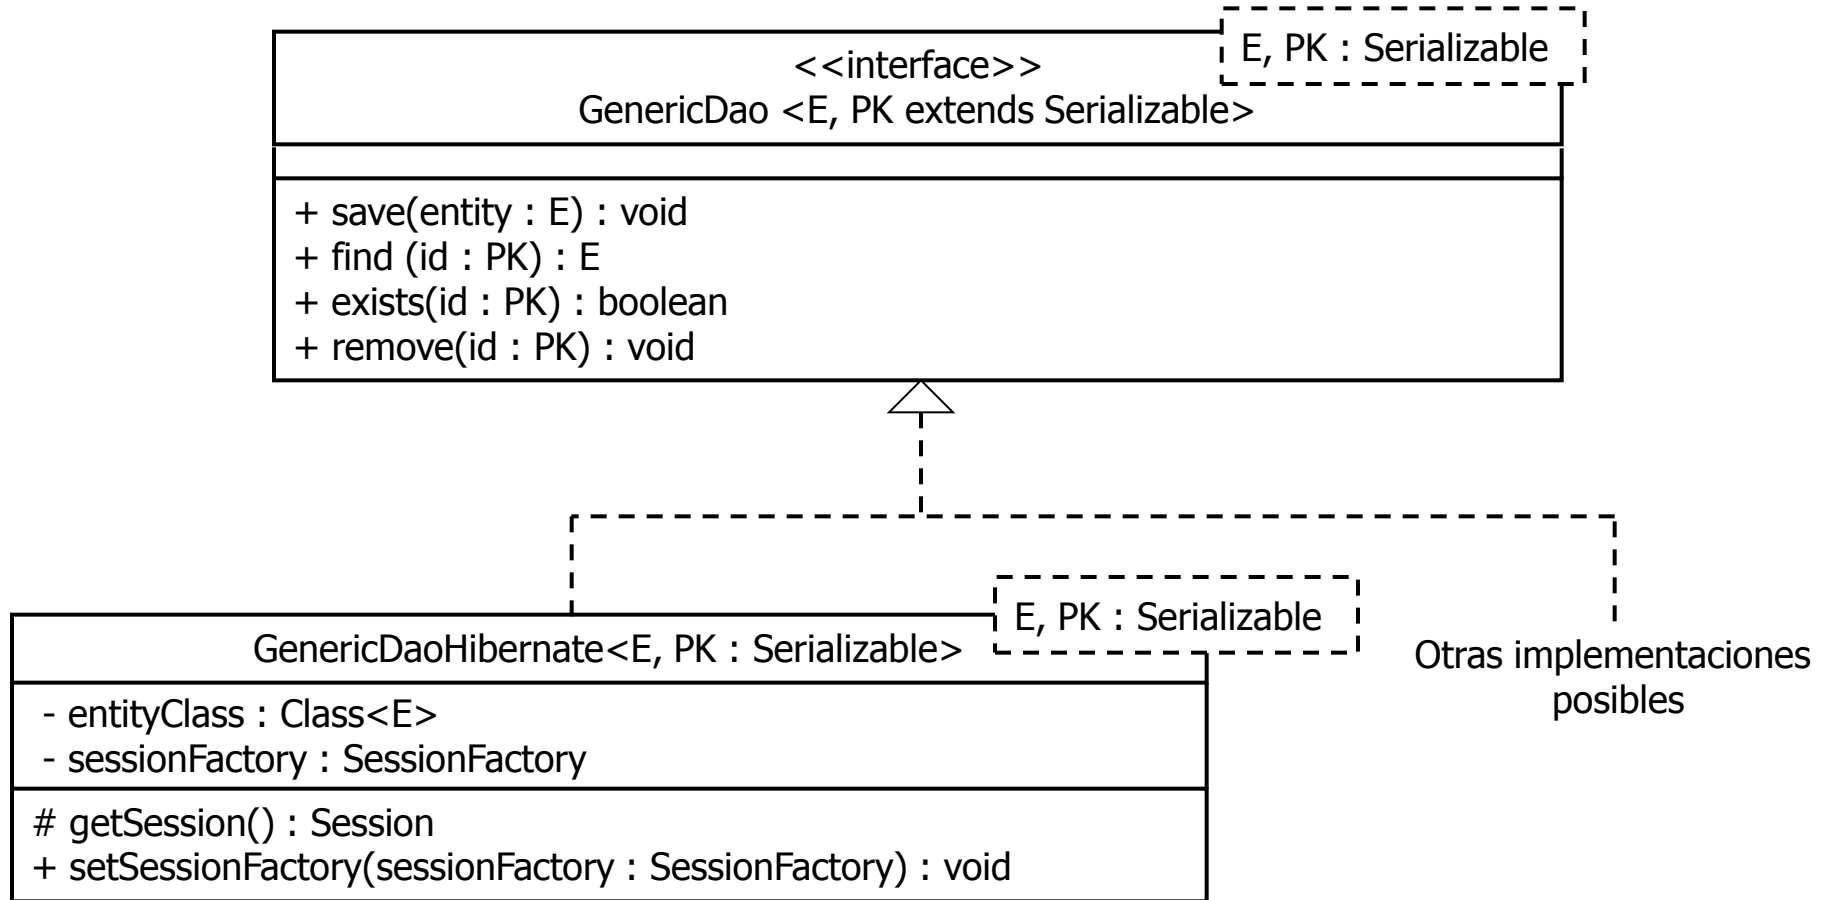 E, PK : Serializable
<<interface>>
GenericDao <E, PK extends Serializable>
+ save(entity : E) : void
+ find (id : PK) : E
+ exists(id : PK) : boolean
+ remove(id : PK) : void
E, PK : Serializable
GenericDaoHibernate<E, PK : Serializable>
- entityClass : Class<E>
- sessionFactory : SessionFactory
# getSession() : Session
+ setSessionFactory(sessionFactory : SessionFactory) : void
Otras implementaciones
posibles